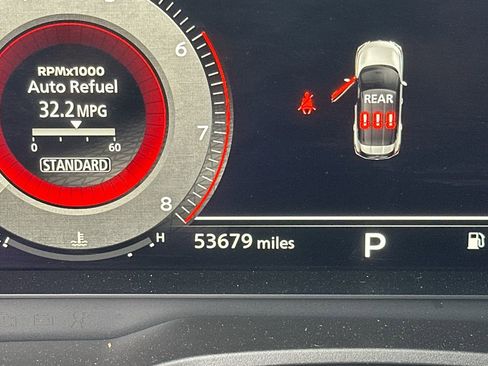 6
RPMx1000
Auto Refuel
32.2 MPG
0 60
STANDARD
7
8
REAR
! ! !
H
53679 miles
P